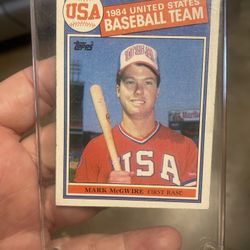 USA
1984 UNITED STATES
BASEBALL TEAM
Topps
USA
MARK McGWIRE FIRST BASE